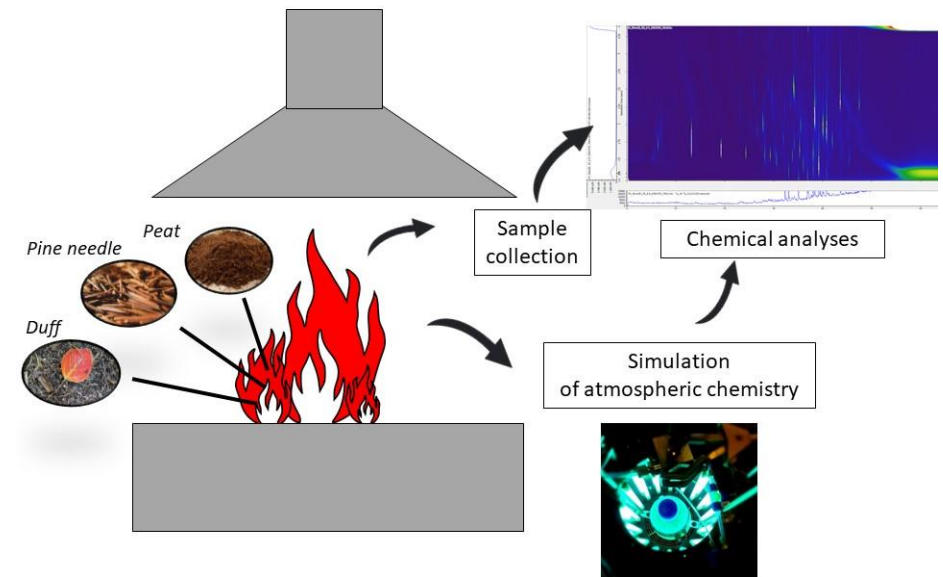 Peat
Pine needle
Duff
Sample
collection
Chemical analyses
Simulation
of atmospheric chemistry